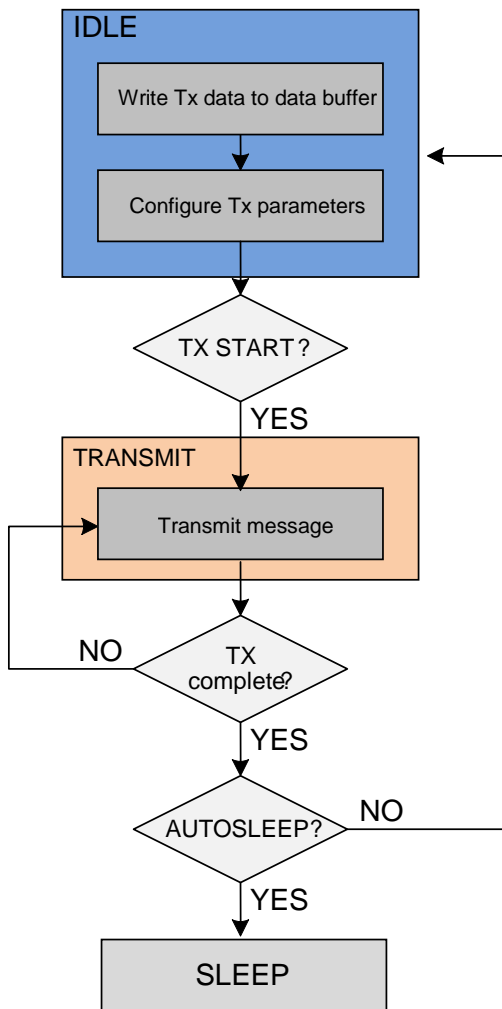 IDLE
Write Tx data to data buffer
Configure Tx parameters
TX START?
YES
TRANSMIT
Transmit message
NO
TX
complete?
YES
AUTOSLEEP?
NO
YES
SLEEP